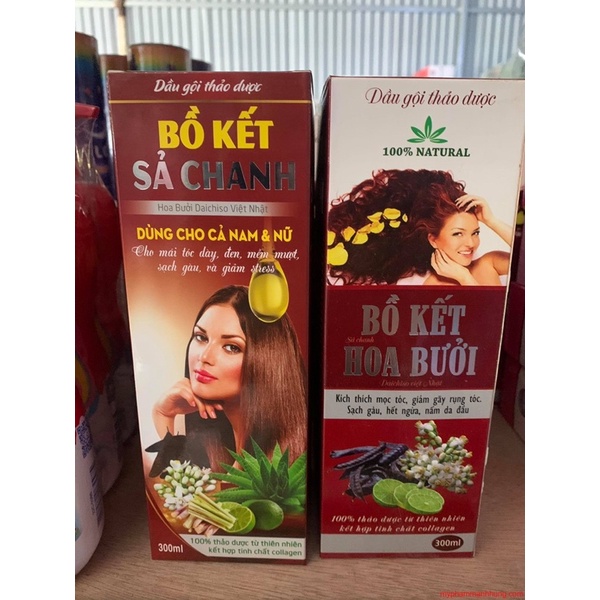 Dầu gội thảo dược
BỒ KẾT
SẢ CHANH
Hoa Bưởi Daichiso Việt Nhật
DÙNG CHO CẢ NAM & NỮ
Cho mái tóc dày, đen, mềm mượt,
sạch gàu, và giảm stress
300ml
100% thảo dược từ thiên nhiên
kết hợp tinh chất collagen
Dầu gội thảo dược
100% NATURAL
BỒ KẾT
Sả chanh
HOA BƯỞI
Kích thích mọc tóc, giảm gãy rụng tóc.
Sạch gàu, hết ngứa, nấm da đầu
100% thảo dược từ thiên nhiên
kết hợp tinh chất collagen
300ml